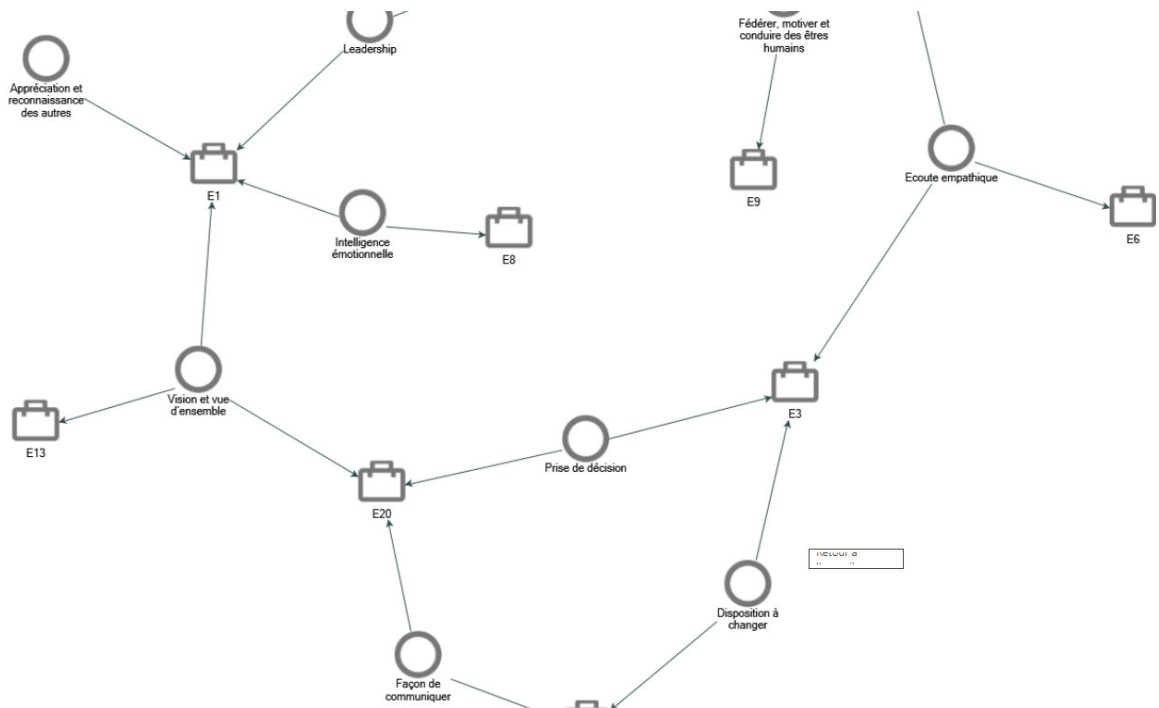 Leadership
Fédérer, motiver et
conduire des êtres
humains
Appréciation et
reconnaissance
des autres
E1
E9
Ecoute empathique
E6
Intelligence
émotionnelle
E8
Vision et vue
d'ensemble
E13
E3
Prise de décision
E20
Disposition à
changer
Façon de
communiquer